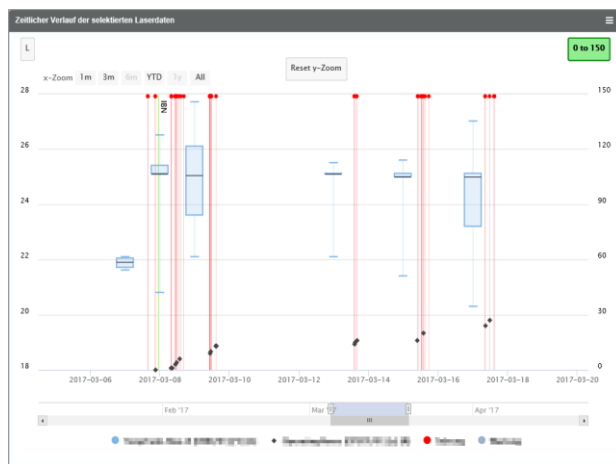 Zeitlicher Verlauf der selektierten Laserdaten
L
0 to 150
Reset y-Zoom
x-Zoom 1m 3m 6m YTD 1y All
28 150
IBN
26 120
24 90
22 60
20 30
18 0
2017-03-06 2017-03-08 2017-03-10 2017-03-12 2017-03-14 2017-03-16 2017-03-18 2017-03-20
Feb '17 Apr '17